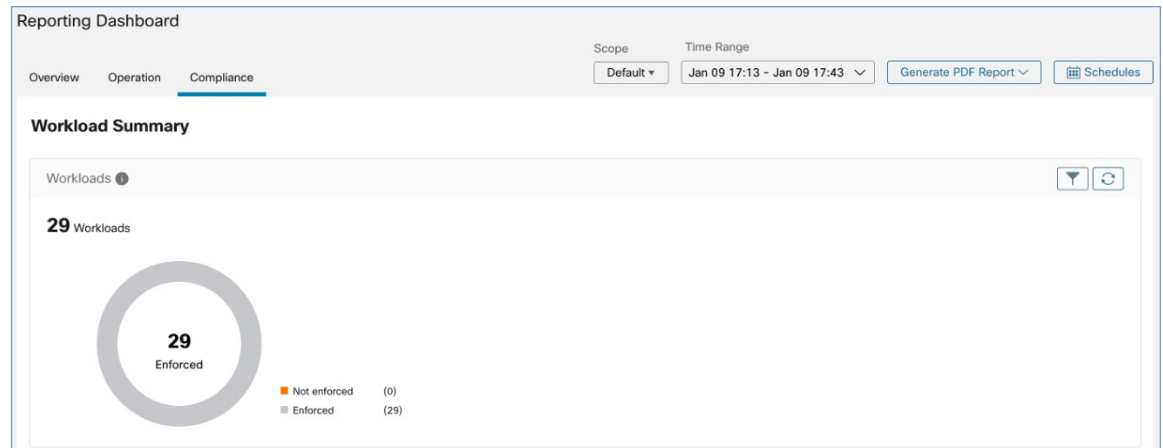 Reporting Dashboard
Scope
Time Range
Overview
Operation
Compliance
Default
Jan 09 17:13 - Jan 09 17:43
Generate PDF Report
Schedules
Workload Summary
Workloads
29 Workloads
29
Enforced
Not enforced (0)
Enforced (29)